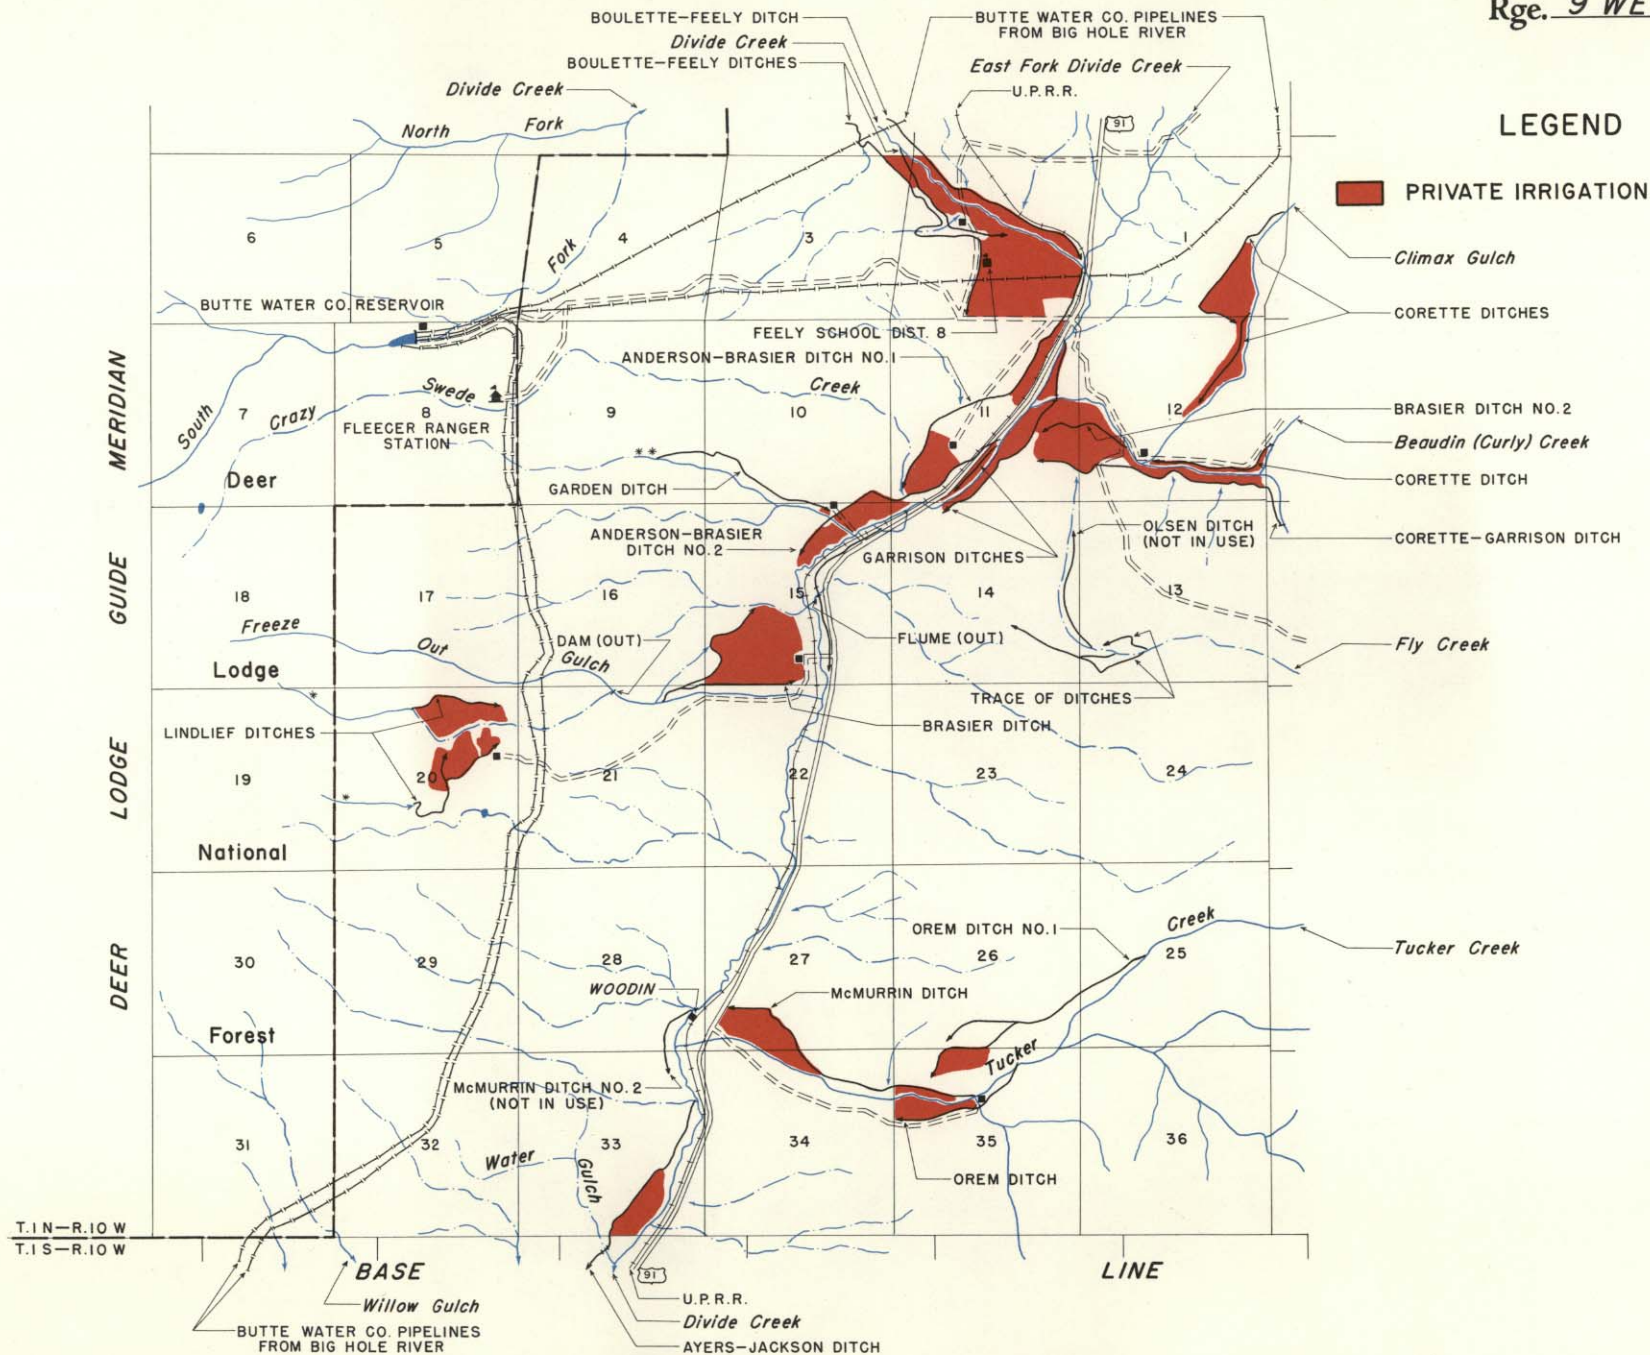 Rge. 9 WE
BOULETTE-FEELY DITCH
Divide Creek
BOULETTE-FEELY DITCHES
BUTTE WATER CO. PIPELINES
FROM BIG HOLE RIVER
East Fork Divide Creek
U.P.R.R.
91
Divide Creek
North Fork
LEGEND
PRIVATE IRRIGATION
6
5
4
3
1
Fork
Climax Gulch
BUTTE WATER CO. RESERVOIR
CORETTE DITCHES
FEELY SCHOOL DIST. 8
ANDERSON-BRASIER DITCH NO.1
MERIDIAN
South
7
Crazy
8
Swede
9
10
Creek
11
12
BRASIER DITCH NO.2
FLEECER RANGER
STATION
Beaudin (Curly) Creek
**
Deer
GARDEN DITCH
CORETTE DITCH
ANDERSON-BRASIER
DITCH NO.2
GARRISON DITCHES
OLSEN DITCH
(NOT IN USE)
CORETTE-GARRISON DITCH
GUIDE
18
17
16
15
14
13
Freeze
Out
Gulch
DAM (OUT)
FLUME (OUT)
Fly Creek
Lodge
*
TRACE OF DITCHES
BRASIER DITCH
LINDLIEF DITCHES
LODGE
19
20
21
22
23
24
*
National
OREM DITCH NO.1
Creek
Tucker Creek
DEER
30
29
28
27
26
25
WOODIN
McMURRIN DITCH
Forest
Tucker
McMURRIN DITCH NO.2
(NOT IN USE)
31
32
33
34
35
36
Water
Gulch
OREM DITCH
T.1N-R.10 W
T.1S-R.10 W
BASE
LINE
91
Willow Gulch
U.P.R.R.
Divide Creek
BUTTE WATER CO. PIPELINES
FROM BIG HOLE RIVER
AYERS-JACKSON DITCH